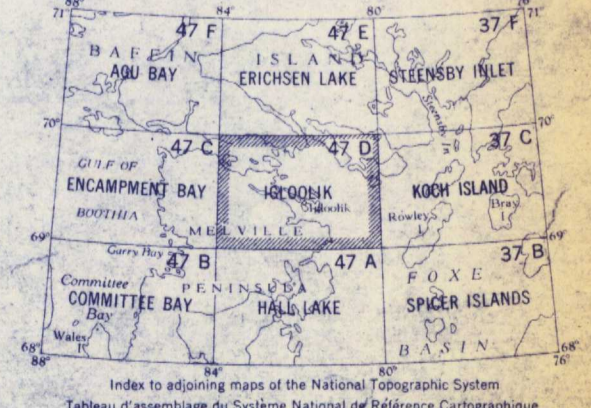 88° 84° 80° 76°
71° 71°
47 F 47 E 37 F
BAFFIN ISLAND
AGU BAY ERICHSEN LAKE STEENSBY INLET
Steensby In
70° 70°
47 C 47 D 37 C
GULF OF
ENCAMPMENT BAY IGLOOLIK KOCH ISLAND
BOOTHIA Igloolik Rowley I Bray I
MELVILLE
69° 69°
Garry Bay
47 B 47 A 37 B
PENINSULA FOXE
Committee Bay
COMMITTEE BAY HALL LAKE SPICER ISLANDS
Wales I
BASIN
68° 68°
88° 84° 80° 76°
Index to adjoining maps of the National Topographic System
Tableau d'assemblage du Système National de Référence Cartographique